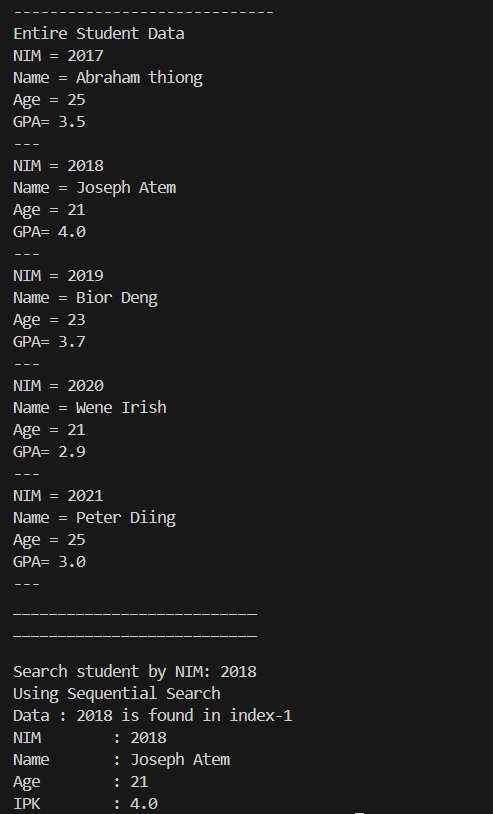 -----------------------------
Entire Student Data
NIM = 2017
Name = Abraham thiong
Age = 25
GPA= 3.5
---
NIM = 2018
Name = Joseph Atem
Age = 21
GPA= 4.0
---
NIM = 2019
Name = Bior Deng
Age = 23
GPA= 3.7
---
NIM = 2020
Name = Wene Irish
Age = 21
GPA= 2.9
---
NIM = 2021
Name = Peter Diing
Age = 25
GPA= 3.0
---
___________________________
___________________________
Search student by NIM: 2018
Using Sequential Search
Data : 2018 is found in index-1
NIM        : 2018
Name       : Joseph Atem
Age        : 21
IPK        : 4.0